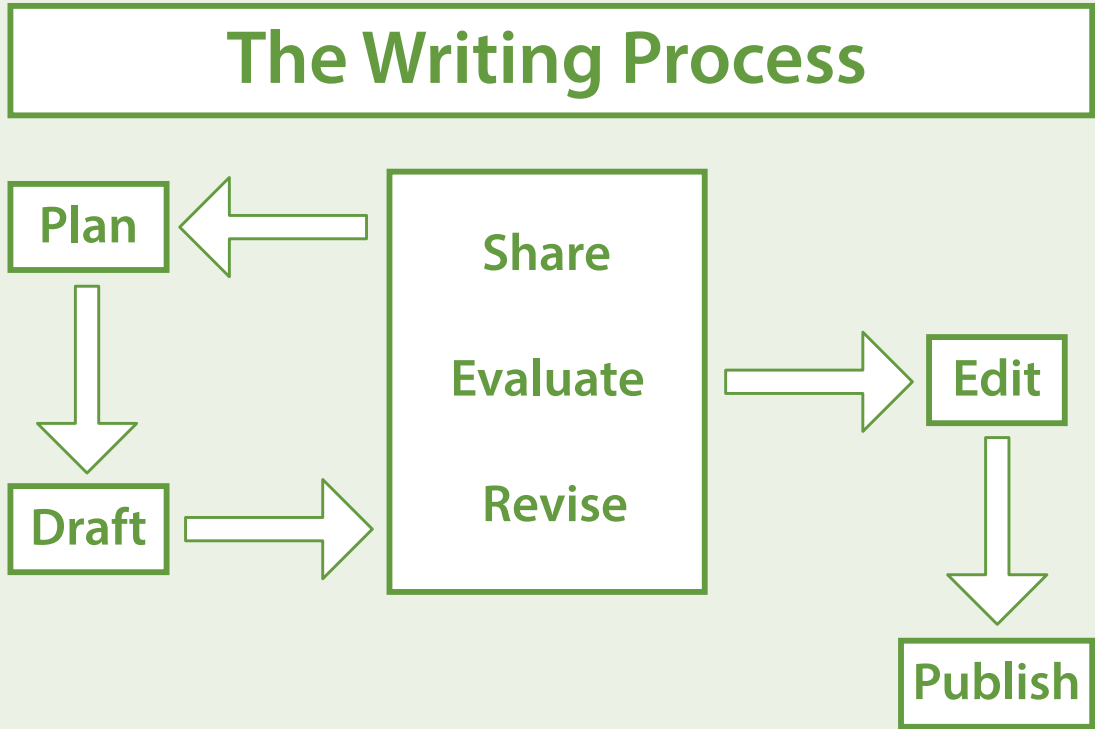 The Writing Process
Plan
Draft
Share
Evaluate
Revise
Edit
Publish